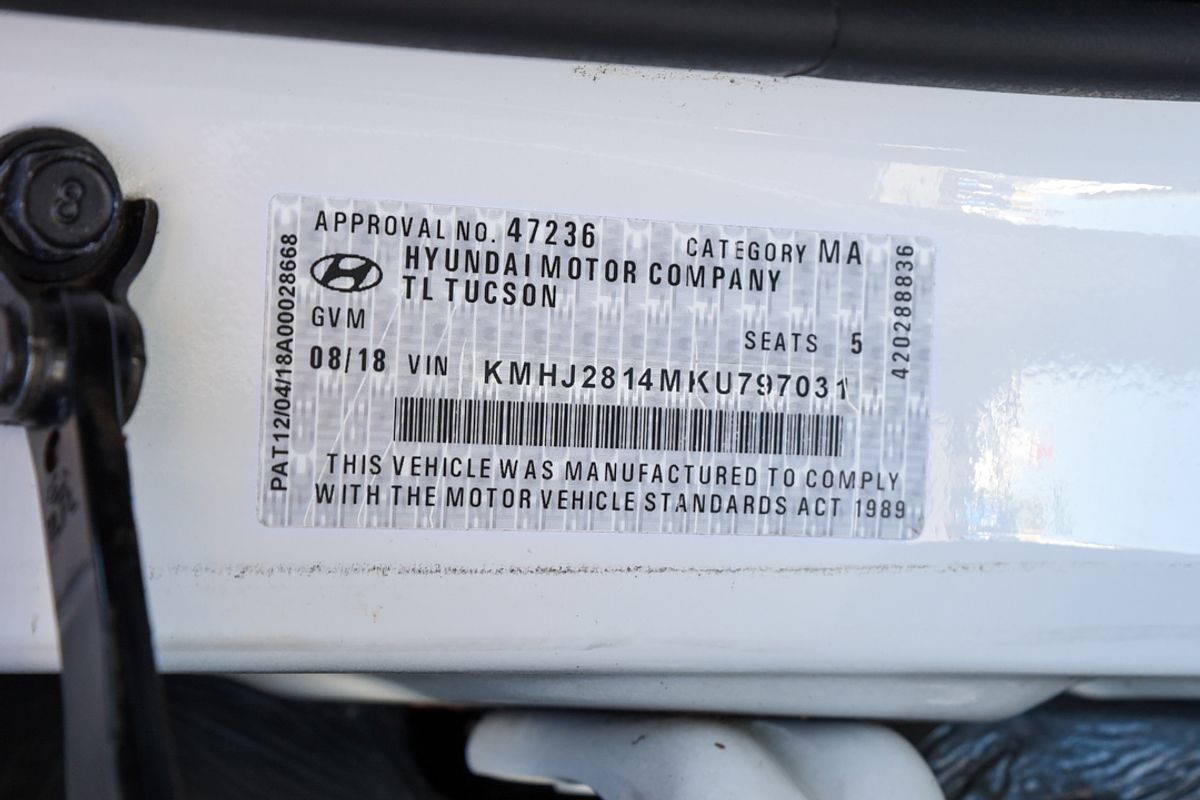 APPROVAL NO. 47236 CATEGORY MA
HYUNDAI MOTOR COMPANY
TL TUCSON
GVM
SEATS 5
08/18 VIN KMHJ2814MKU797031
THIS VEHICLE WAS MANUFACTURED TO COMPLY
WITH THE MOTOR VEHICLE STANDARDS ACT 1989
PAT12/04/18A00028668
420288836
8